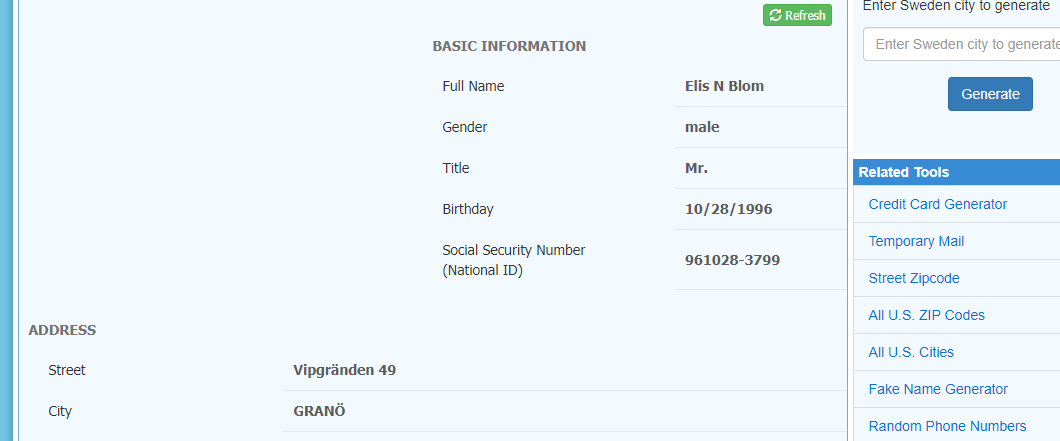 Refresh
BASIC INFORMATION
Full Name Elis N Blom
Gender male
Title Mr.
Birthday 10/28/1996
Social Security Number
(National ID) 961028-3799
ADDRESS
Street Vipgränden 49
City GRANÖ
Enter Sweden city to generate
Enter Sweden city to generate
Generate
Related Tools
Credit Card Generator
Temporary Mail
Street Zipcode
All U.S. ZIP Codes
All U.S. Cities
Fake Name Generator
Random Phone Numbers